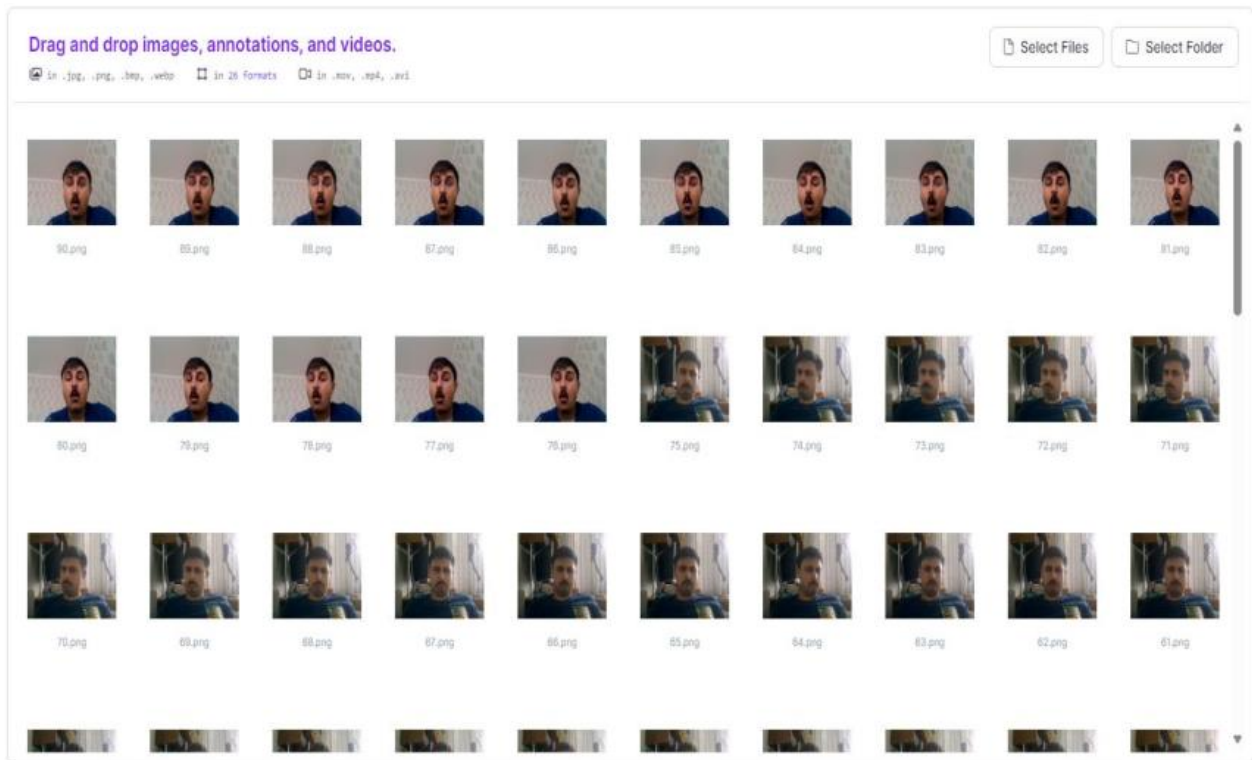 Drag and drop images, annotations, and videos.
Select Files
Select Folder
in .jpg, .png, .bmp, .webp
in 26 formats
in .mov, .mp4, .avi
90.png
89.png
88.png
87.png
86.png
85.png
84.png
83.png
82.png
81.png
80.png
79.png
78.png
77.png
76.png
75.png
74.png
73.png
72.png
71.png
70.png
69.png
68.png
67.png
66.png
65.png
64.png
63.png
62.png
61.png